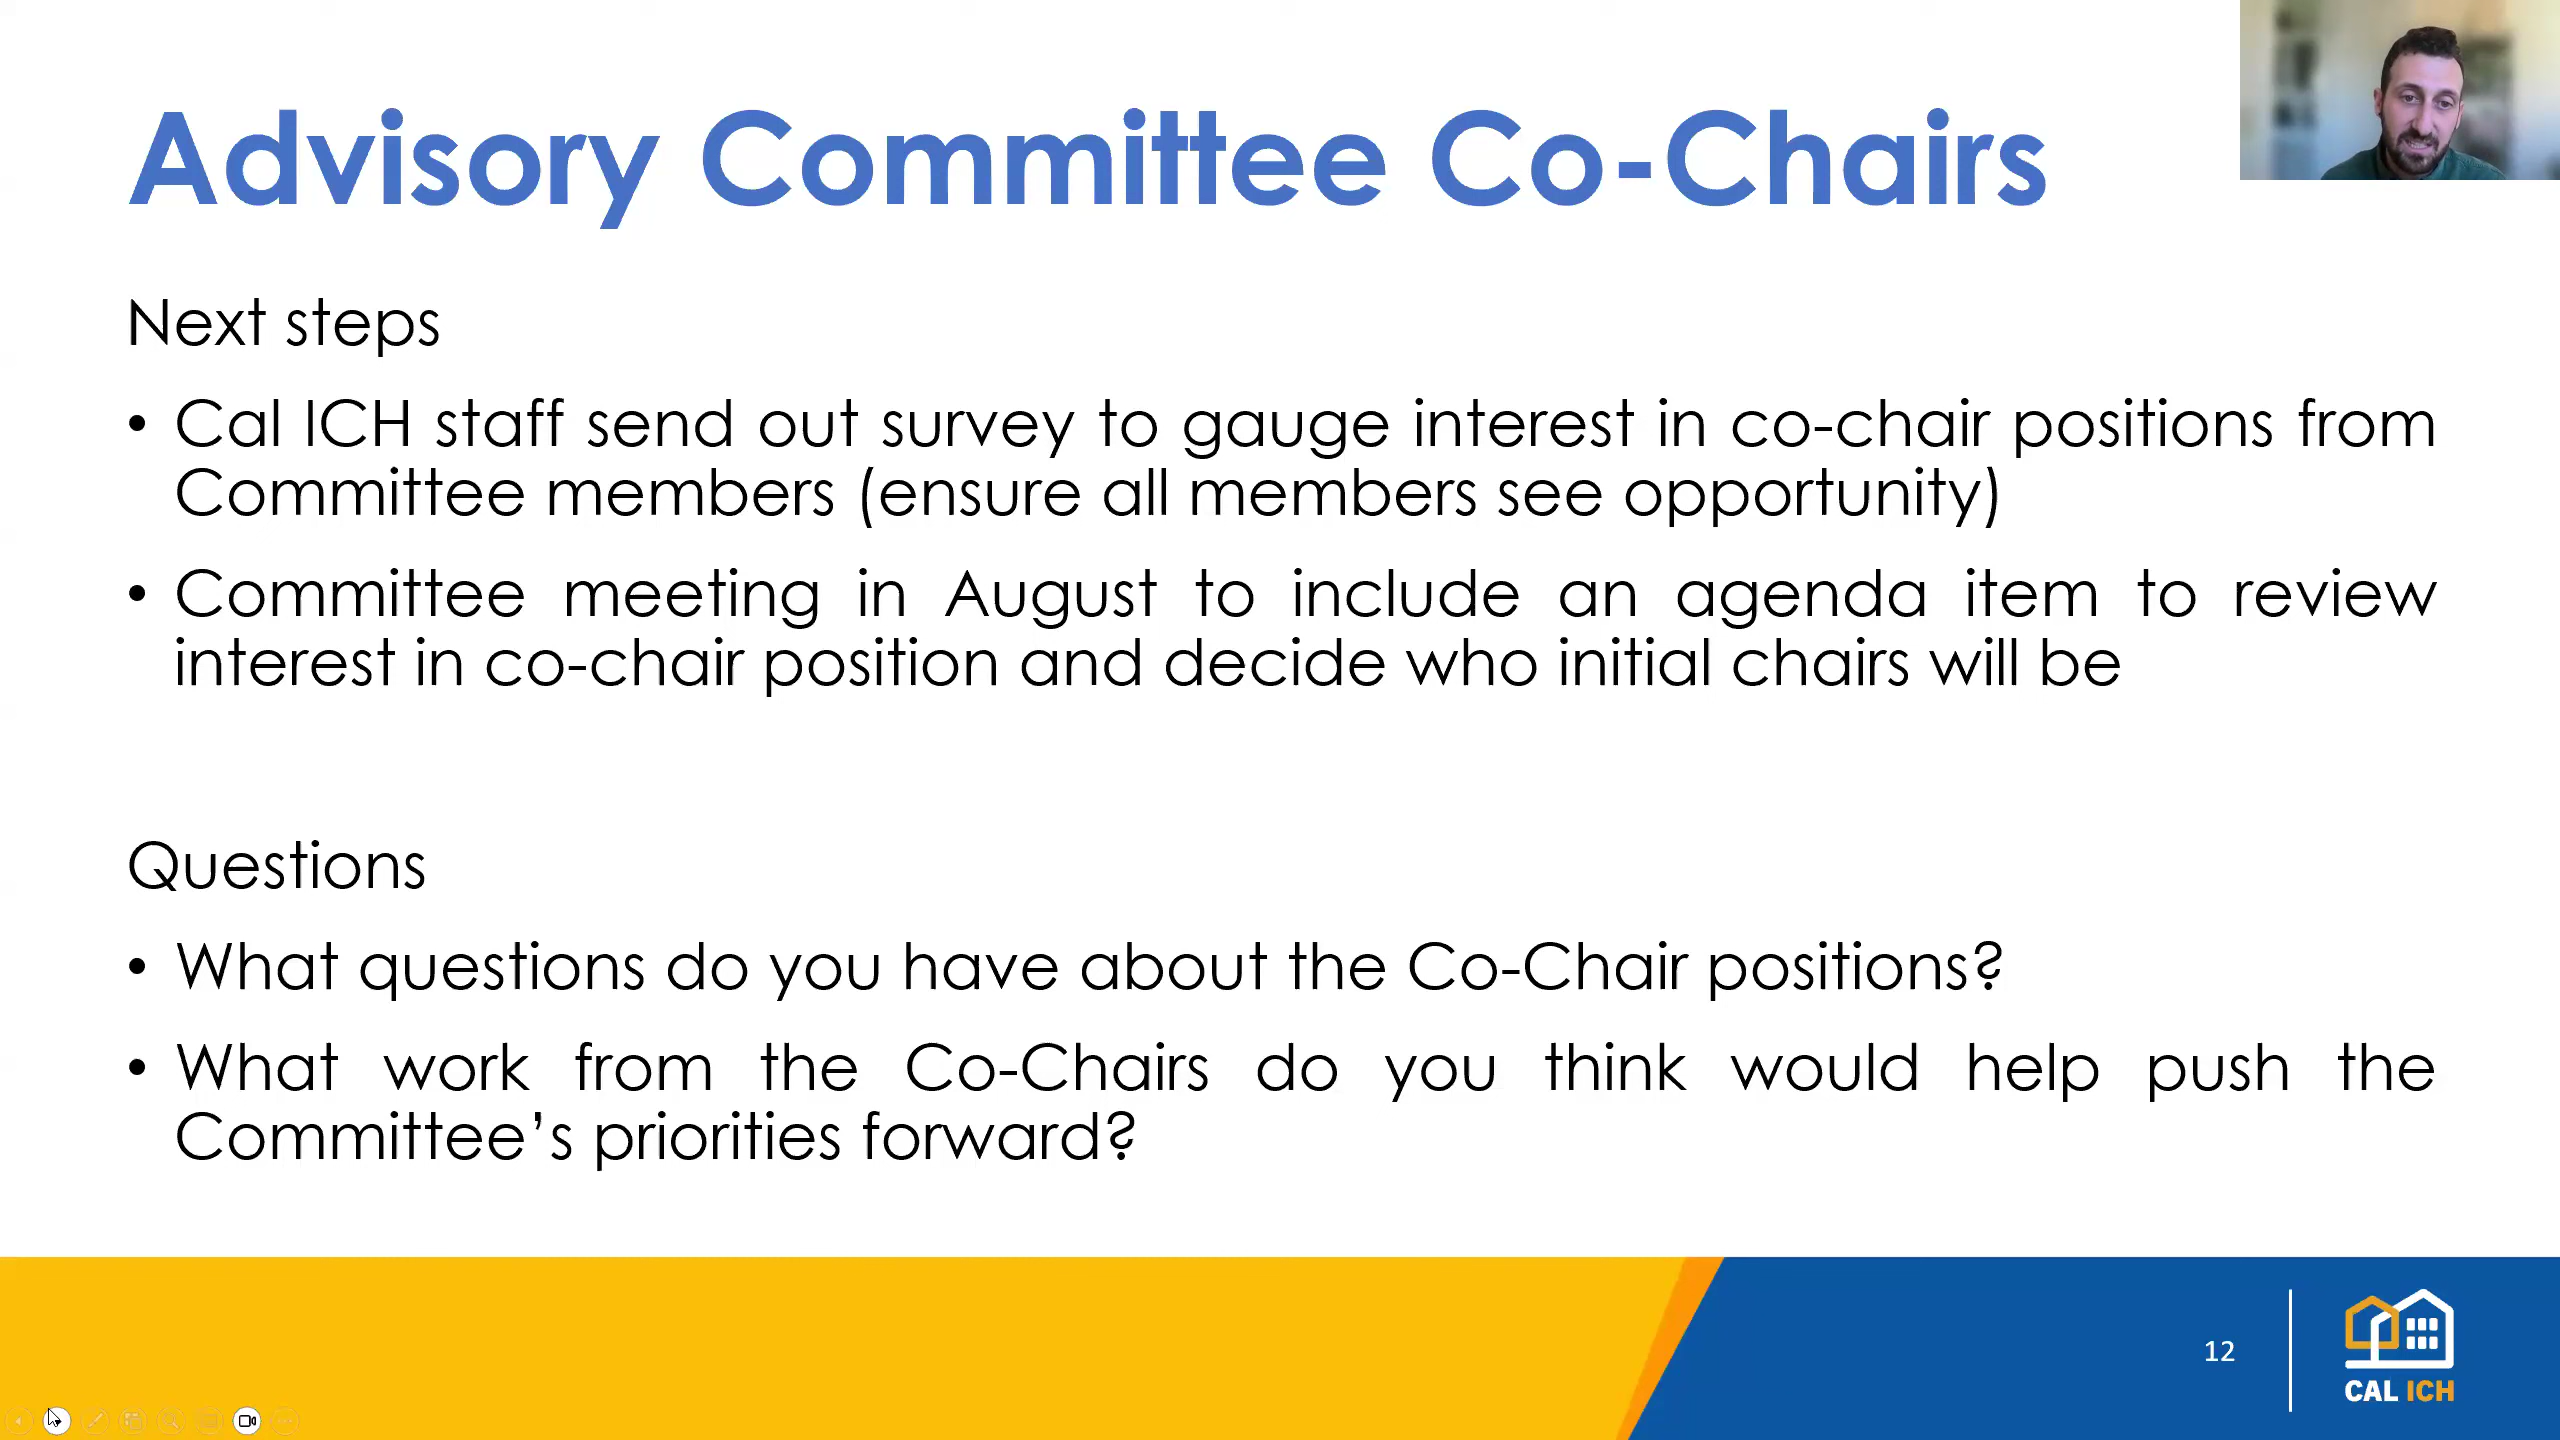 Advisory Committee Co-Chairs
Next steps
• Cal ICH staff send out survey to gauge interest in co-chair positions from
Committee members (ensure all members see opportunity)
• Committee meeting in August to include an agenda item to review
interest in co-chair position and decide who initial chairs will be
Questions
• What questions do you have about the Co-Chair positions?
• What work from the Co-Chairs do you think would help push the
Committee’s priorities forward?
12
CAL ICH